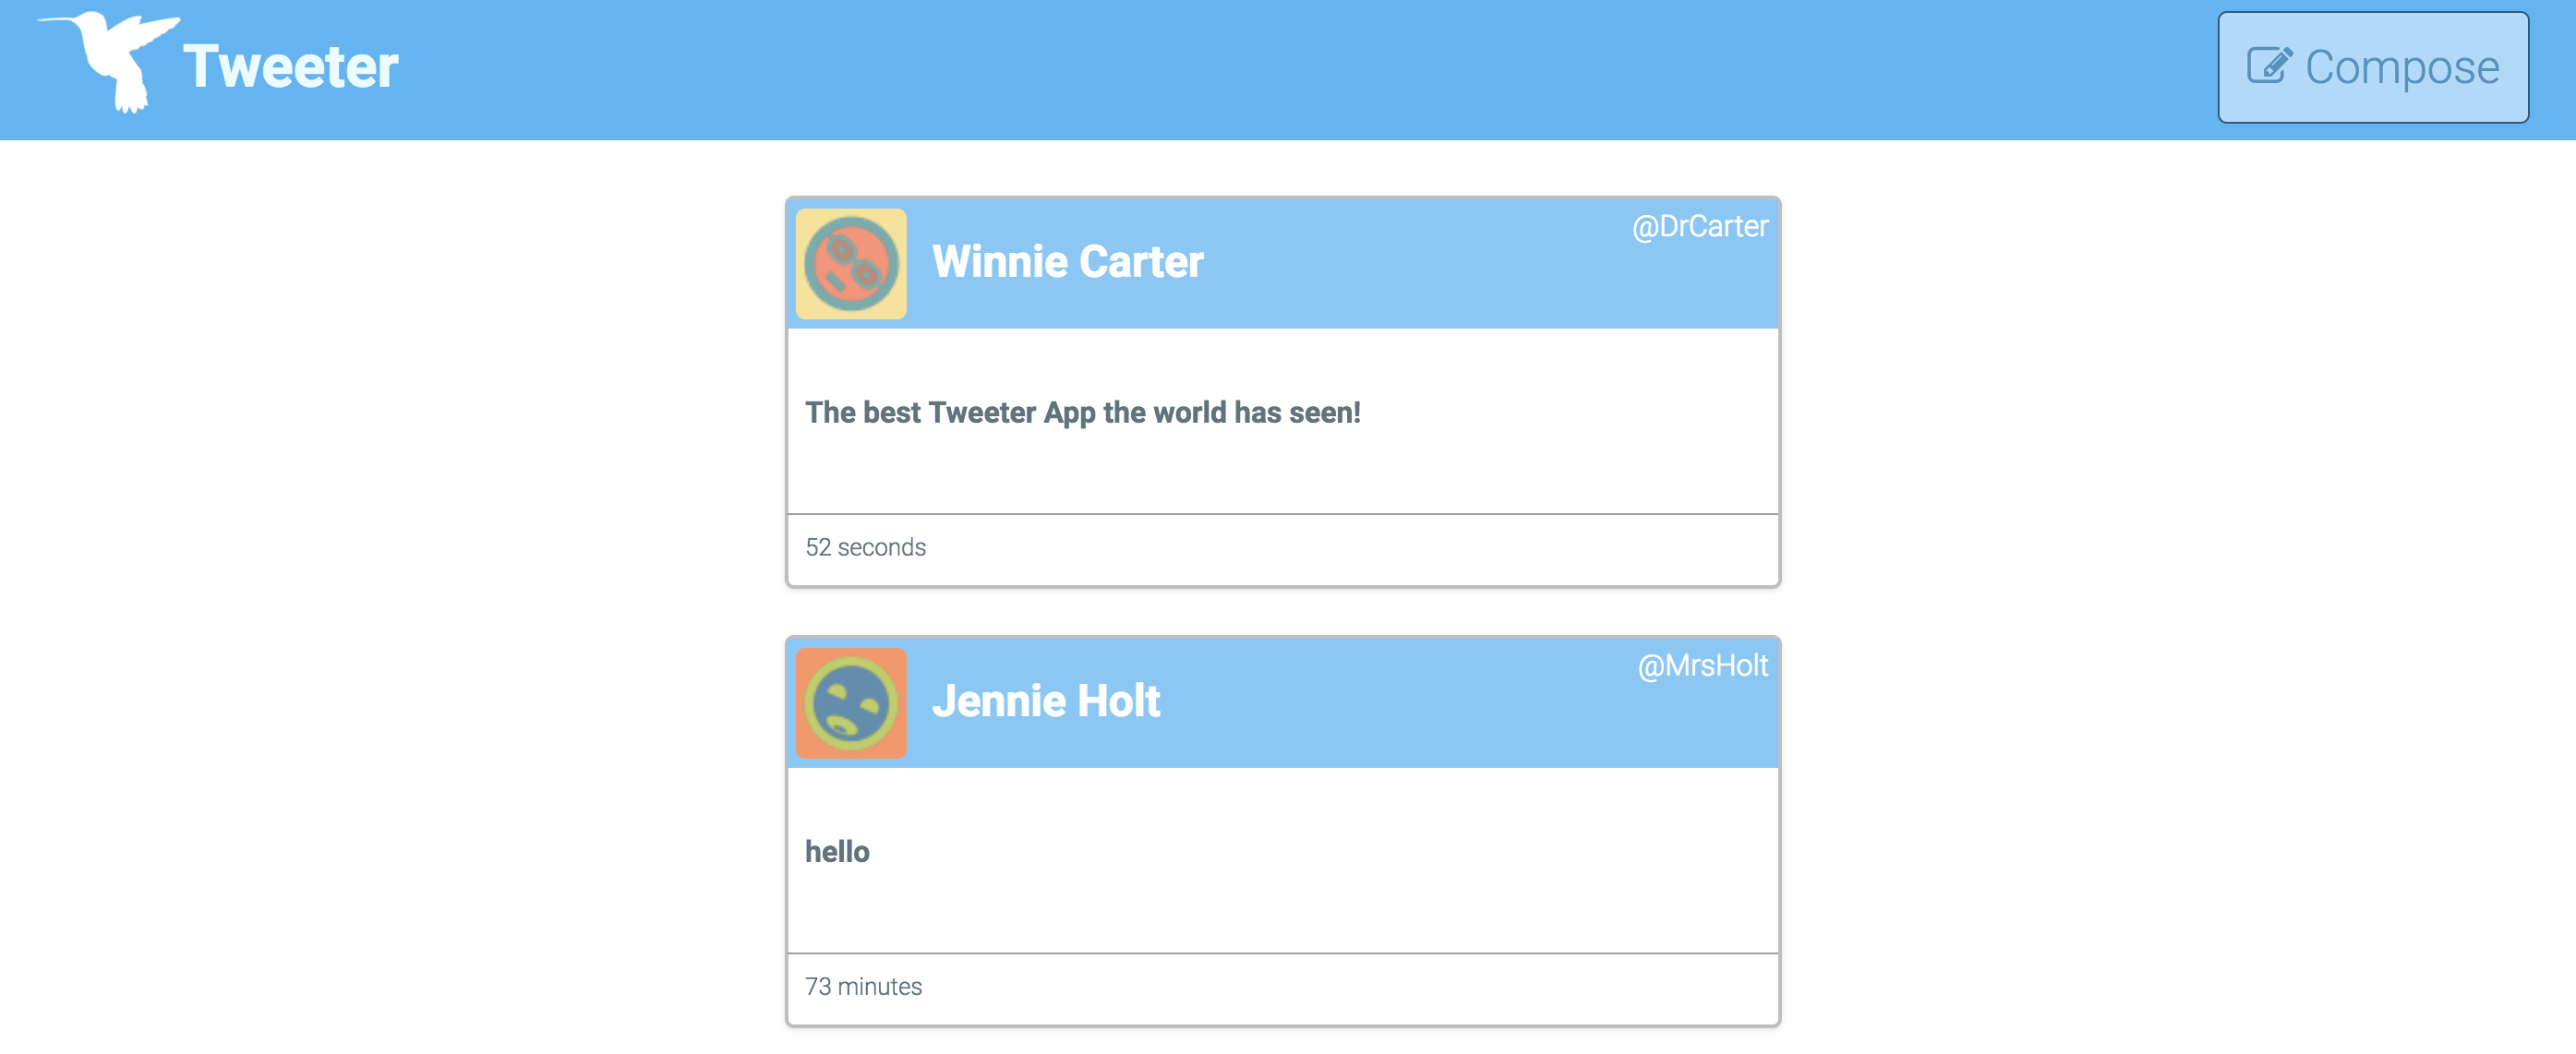 Tweeter
Compose
Winnie Carter
@DrCarter
The best Tweeter App the world has seen!
52 seconds
Jennie Holt
@MrsHolt
hello
73 minutes